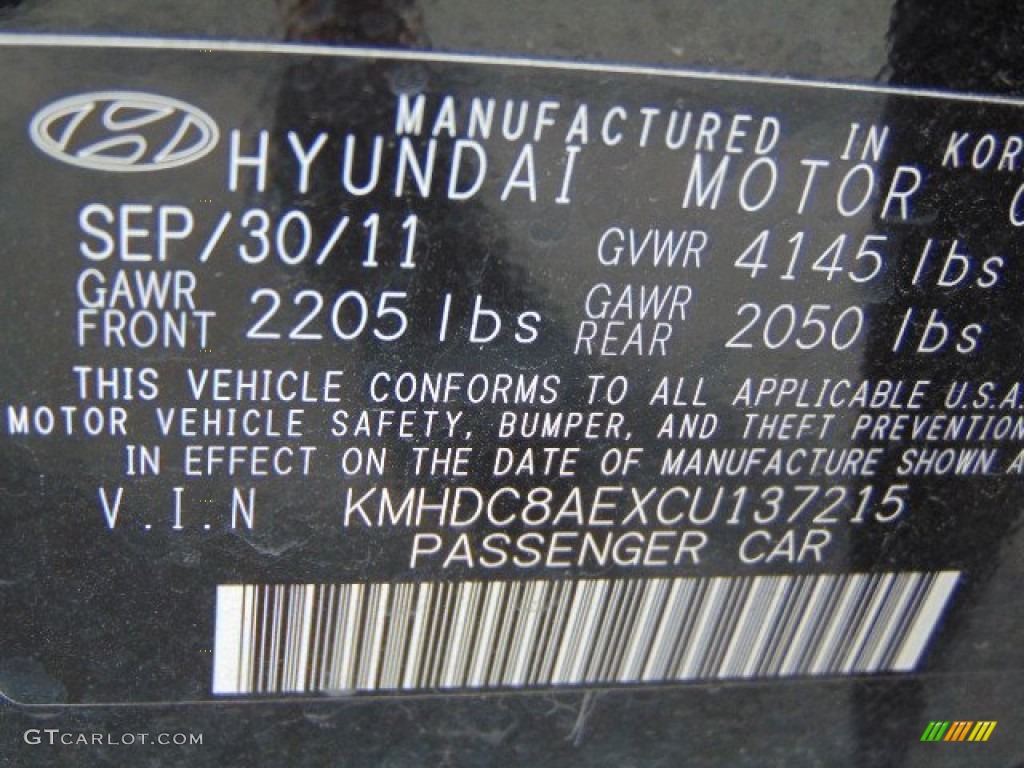 MANUFACTURED IN KOR
HYUNDAI MOTOR C
SEP/30/11 GVWR 4145 lbs
GAWR FRONT 2205 lbs GAWR REAR 2050 lbs
THIS VEHICLE CONFORMS TO ALL APPLICABLE U.S.A.
MOTOR VEHICLE SAFETY, BUMPER, AND THEFT PREVENTION
IN EFFECT ON THE DATE OF MANUFACTURE SHOWN A
V.I.N KMHDC8AEXCU137215
PASSENGER CAR
GTCARLOT.COM